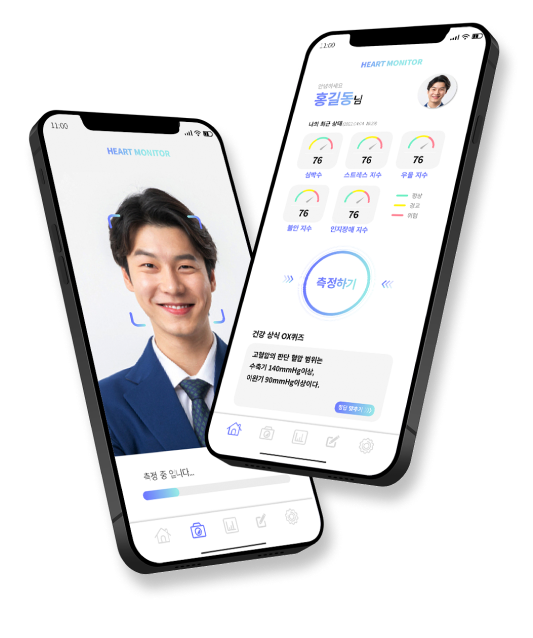 11:00
HEART MONITOR
측정 중 입니다...
11:00
HEART MONITOR
안녕하세요
홍길동님
나의 최근 상태
76
76
76
심박수
스트레스 지수
우울 지수
76
76
불안 지수
인지장애 지수
정상
경고
위험
측정하기
건강 상식 OX퀴즈
고혈압의 판단 혈압 범위는
수축기 140mmHg이상,
이완기 90mmHg이상이다.
정답 맞추기